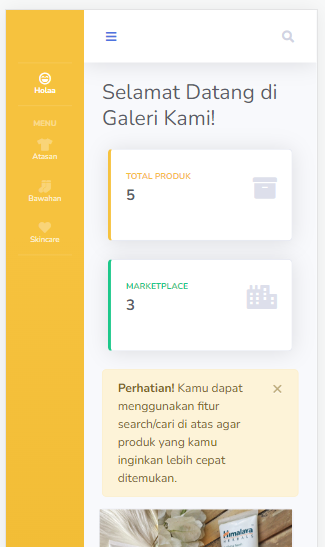 Holaa
MENU
Atasan
Bawahan
Skincare
Selamat Datang di
Galeri Kami!
TOTAL PRODUK
5
MARKETPLACE
3
Perhatian! Kamu dapat
menggunakan fitur
search/cari di atas agar
produk yang kamu
inginkan lebih cepat
ditemukan.
×
Himalaya
HERBALS